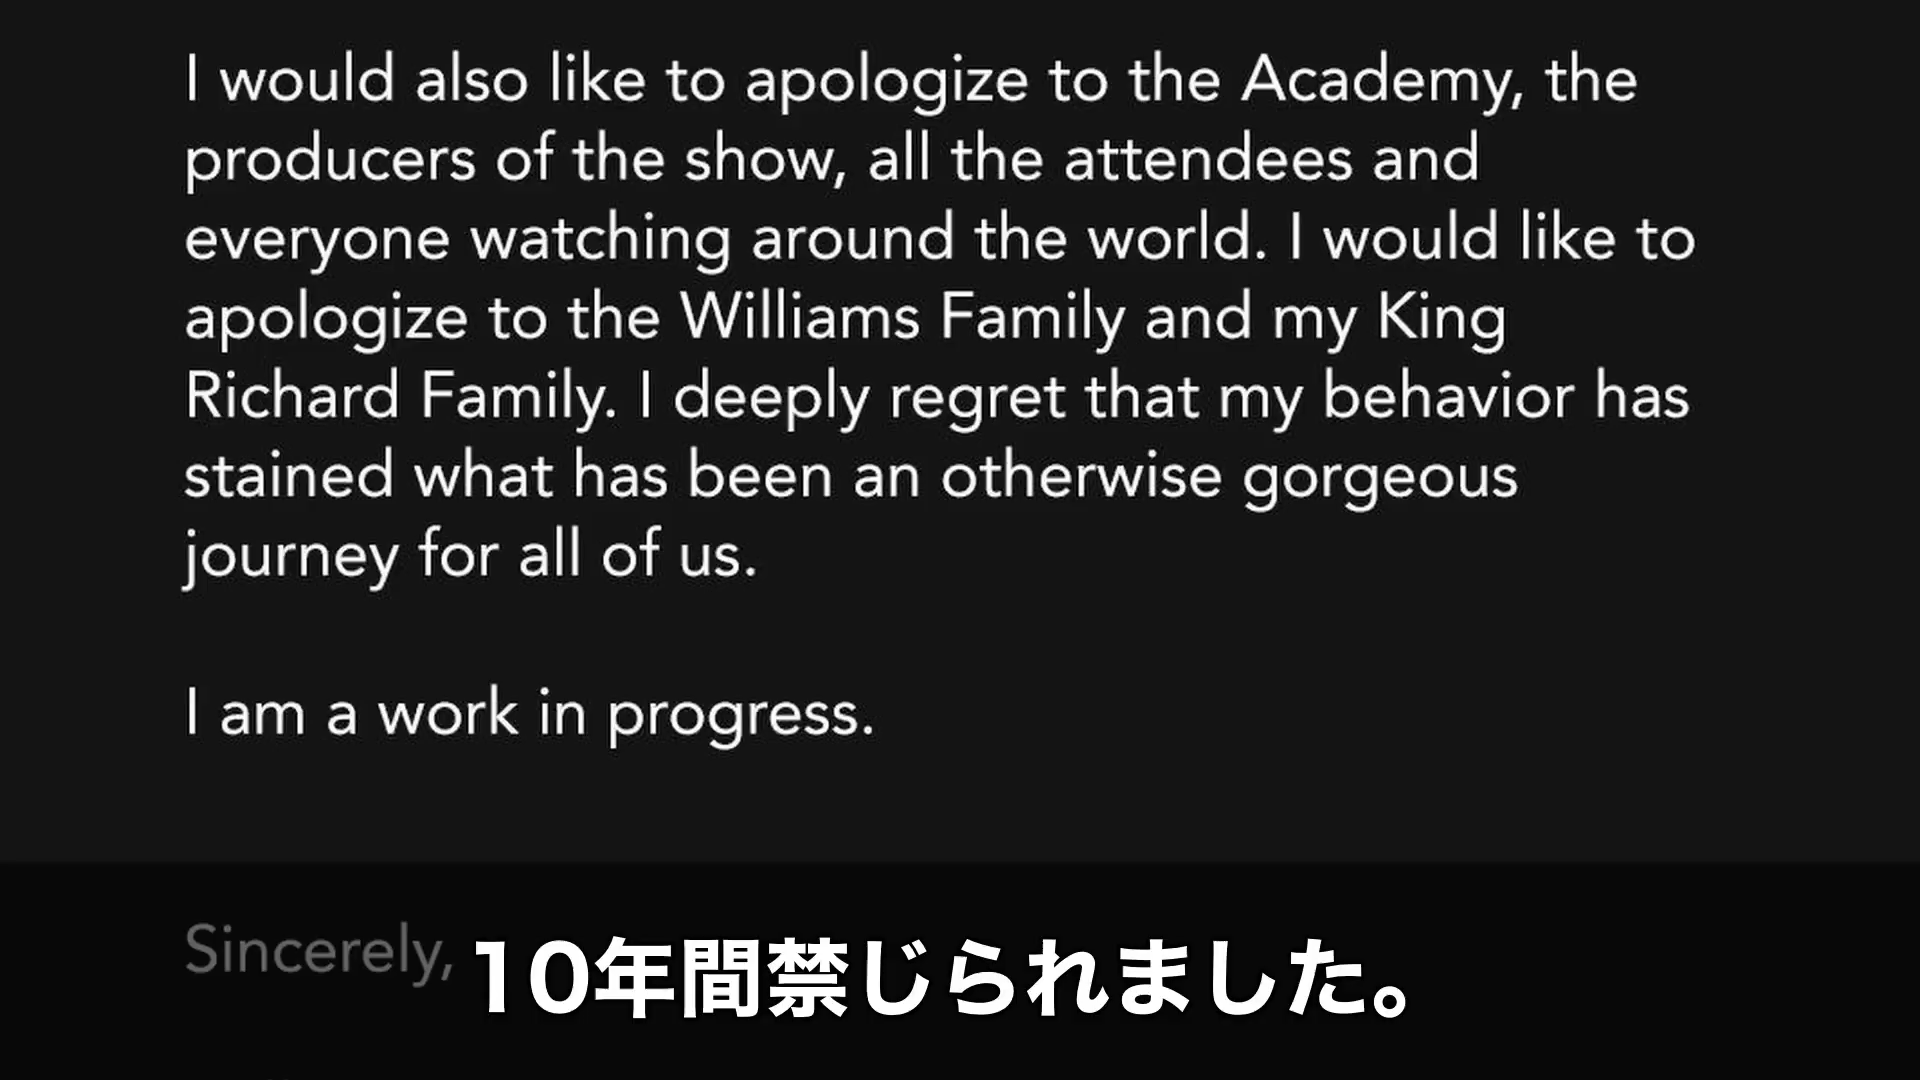 I would also like to apologize to the Academy, the
producers of the show, all the attendees and
everyone watching around the world. I would like to
apologize to the Williams Family and my King
Richard Family. I deeply regret that my behavior has
stained what has been an otherwise gorgeous
journey for all of us.
I am a work in progress.
Sincerely,
10年間禁じられました。